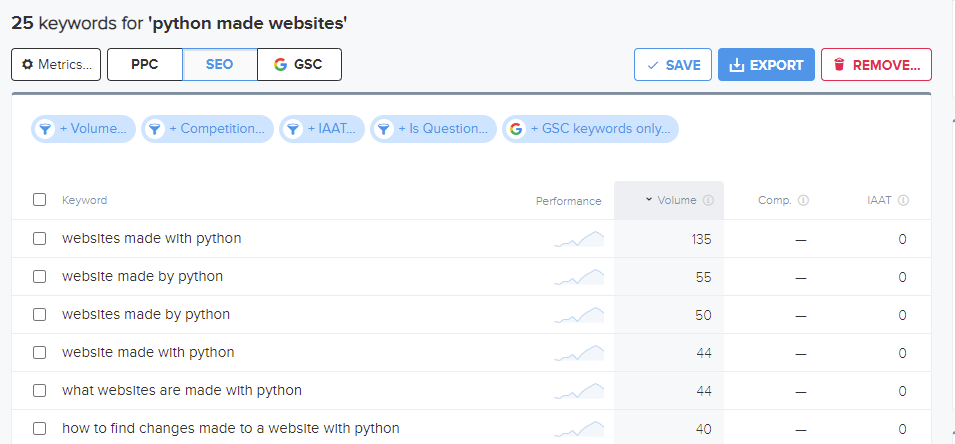 25 keywords for 'python made websites'
Metrics... PPC SEO GSC SAVE EXPORT REMOVE...
+ Volume... + Competition... + IAAT... + Is Question... + GSC keywords only...
Keyword Performance Volume Comp. IAAT
websites made with python 135 — 0
website made by python 55 — 0
websites made by python 50 — 0
website made with python 44 — 0
what websites are made with python 44 — 0
how to find changes made to a website with python 40 — 0